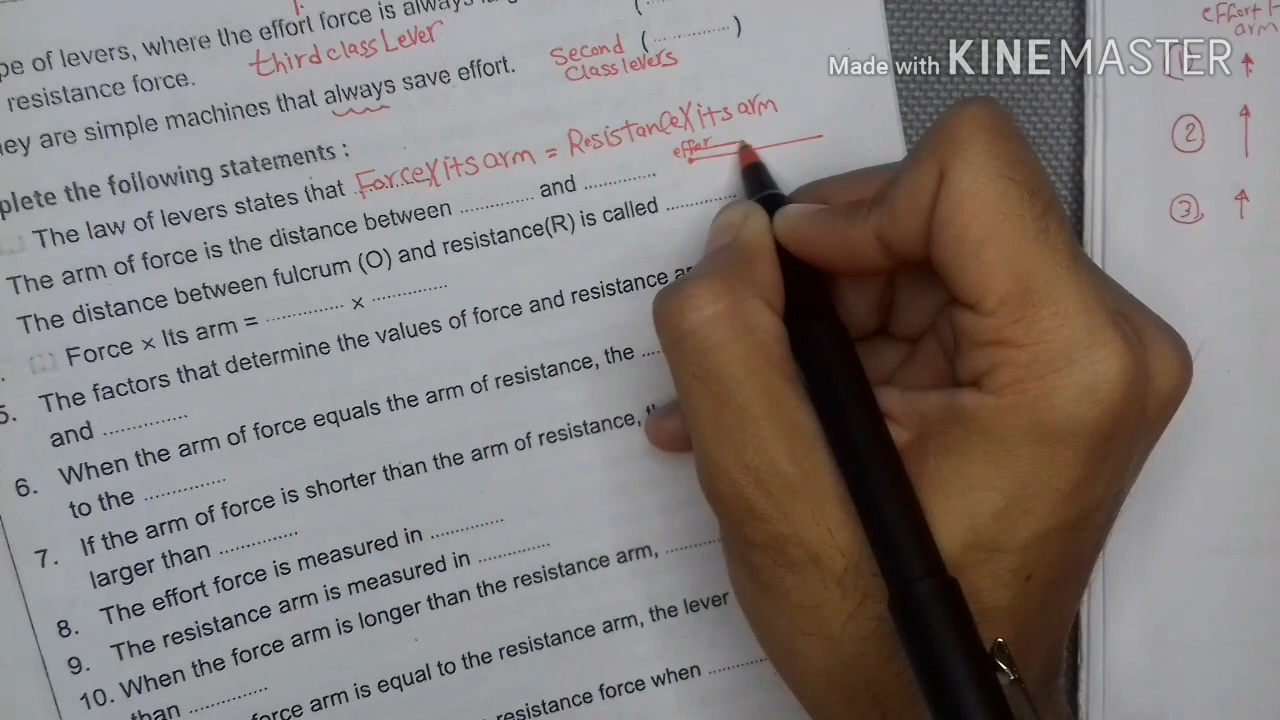 pe of levers, where the effort force is always
resistance force. third class Lever (..............)
ey are simple machines that always save effort. Second Class levers (..............)
plete the following statements :
The law of levers states that Force X its arm = Resistance X its arm
The arm of force is the distance between .............. and ..............
The distance between fulcrum (O) and resistance(R) is called ..............
Force × Its arm = .............. × ..............
5. The factors that determine the values of force and resistance
and ..............
6. When the arm of force equals the arm of resistance, the ....
to the ..............
7. If the arm of force is shorter than the arm of resistance,
larger than ..............
8. The effort force is measured in ..............
9. The resistance arm is measured in ..............
10. When the force arm is longer than the resistance arm, ..........
than ..............
force arm is equal to the resistance arm, the lever
resistance force when ..........
Made with KINEMASTER
effort
arm
②
③